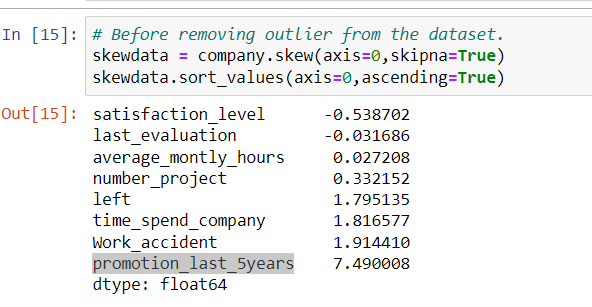 In [15]: # Before removing outlier from the dataset.
skewdata = company.skew(axis=0,skipna=True)
skewdata.sort_values(axis=0,ascending=True)
Out[15]: satisfaction_level -0.538702
last_evaluation -0.031686
average_montly_hours 0.027208
number_project 0.332152
left 1.795135
time_spend_company 1.816577
Work_accident 1.914410
promotion_last_5years 7.490008
dtype: float64